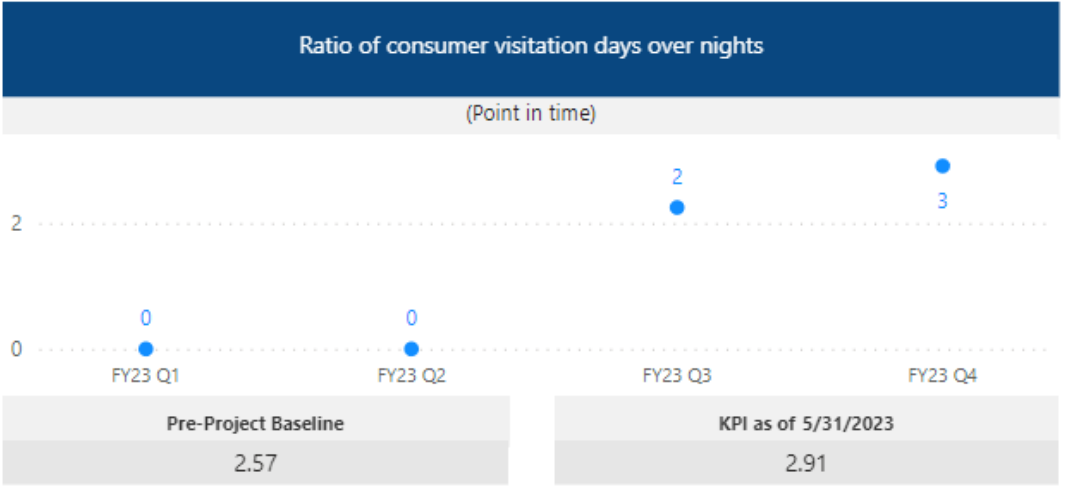 Ratio of consumer visitation days over nights
(Point in time)
2
3
2
0
0
0
FY23 Q1
FY23 Q2
FY23 Q3
FY23 Q4
Pre-Project Baseline
KPI as of 5/31/2023
2.57
2.91